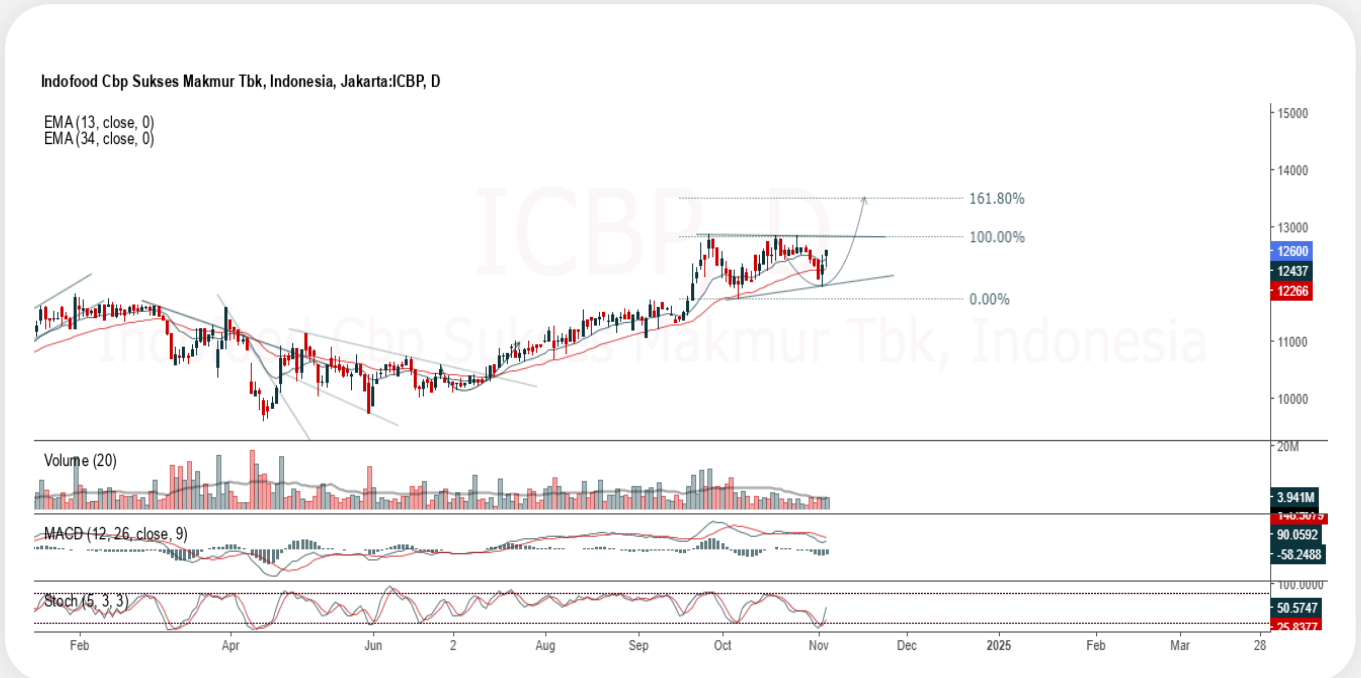 Indofood Cbp Sukses Makmur Tbk, Indonesia, Jakarta:ICBP, D
EMA (13, close, 0)
EMA (34, close, 0)
ICBP, D
Indofood Cbp Sukses Makmur Tbk, Indonesia
15000
14000
161.80%
13000
100.00%
12600
12437
12266
0.00%
11000
10000
Volume (20)
20M
3.941M
MACD (12, 26, close, 9)
148.3079
90.0592
-58.2488
Stoch (5, 3, 3)
100.0000
50.5747
25.8377
Feb Apr Jun 2 Aug Sep Oct Nov Dec 2025 Feb Mar 28